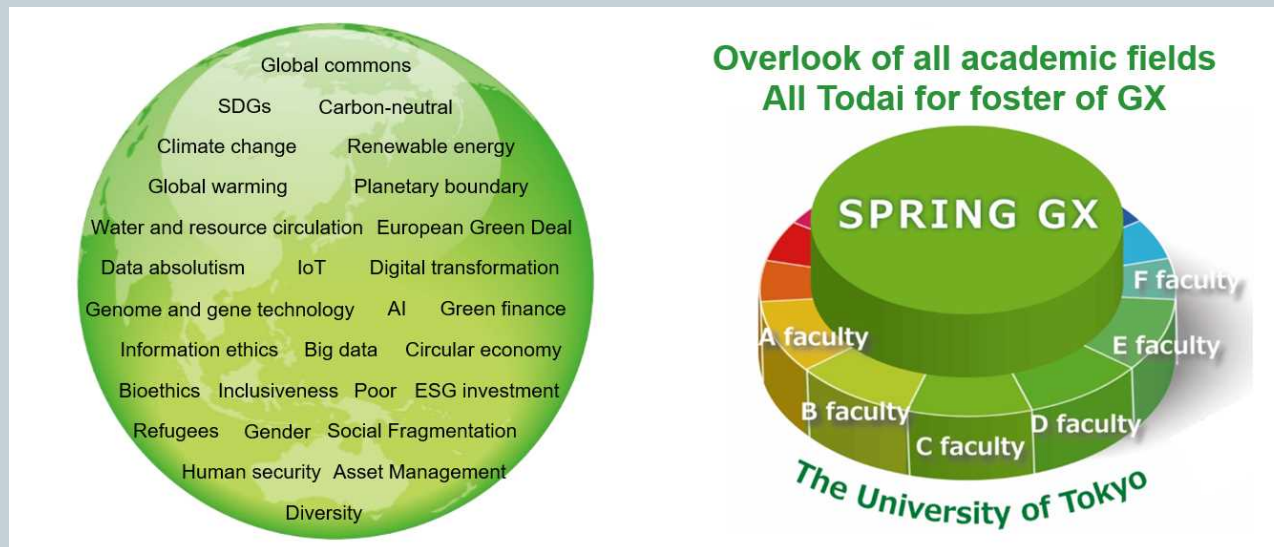 Global commons
SDGs Carbon-neutral
Climate change Renewable energy
Global warming Planetary boundary
Water and resource circulation European Green Deal
Data absolutism IoT Digital transformation
Genome and gene technology AI Green finance
Information ethics Big data Circular economy
Bioethics Inclusiveness Poor ESG investment
Refugees Gender Social Fragmentation
Human security Asset Management
Diversity
Overlook of all academic fields
All Todai for foster of GX
SPRING GX
A faculty
B faculty
C faculty
D faculty
E faculty
F faculty
The University of Tokyo